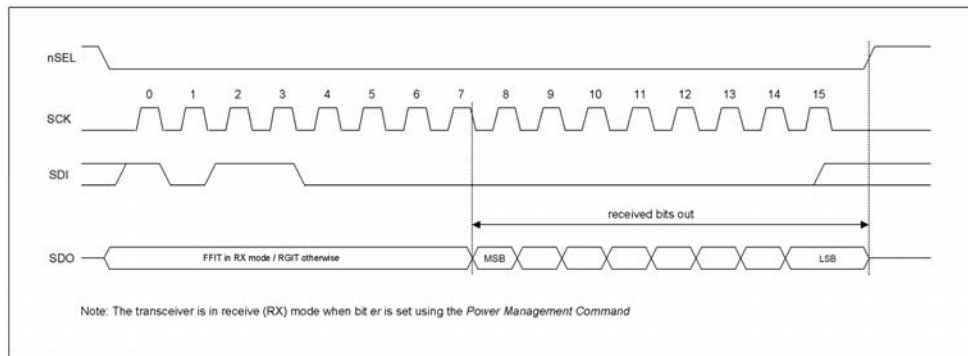 nSEL
0 1 2 3 4 5 6 7 8 9 10 11 12 13 14 15
SCK
SDI
received bits out
SDO
FFIT in RX mode / RGIT otherwise
MSB
LSB
Note: The transceiver is in receive (RX) mode when bit er is set using the Power Management Command